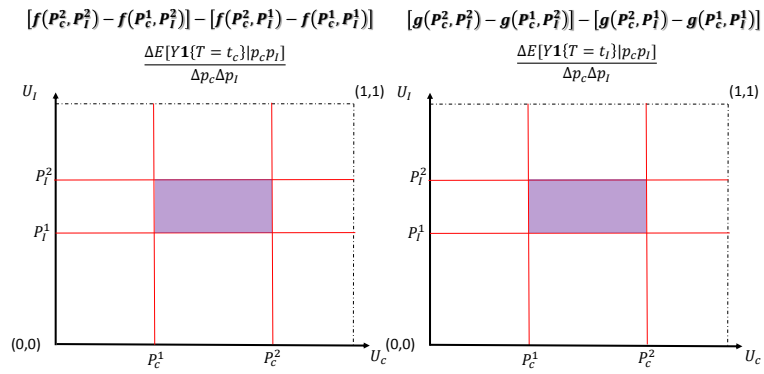 [f(P_c^2, P_I^2) − f(P_c^1, P_I^2)] − [f(P_c^2, P_I^1) − f(P_c^1, P_I^1)]
ΔE[Y1{T = t_c}|p_c p_I]
Δp_c Δp_I
U_I
(1,1)
P_I^2
P_I^1
(0,0)
P_c^1
P_c^2
U_c
[g(P_c^2, P_I^2) − g(P_c^1, P_I^2)] − [g(P_c^2, P_I^1) − g(P_c^1, P_I^1)]
ΔE[Y1{T = t_I}|p_c p_I]
Δp_c Δp_I
U_I
(1,1)
P_I^2
P_I^1
(0,0)
P_c^1
P_c^2
U_c